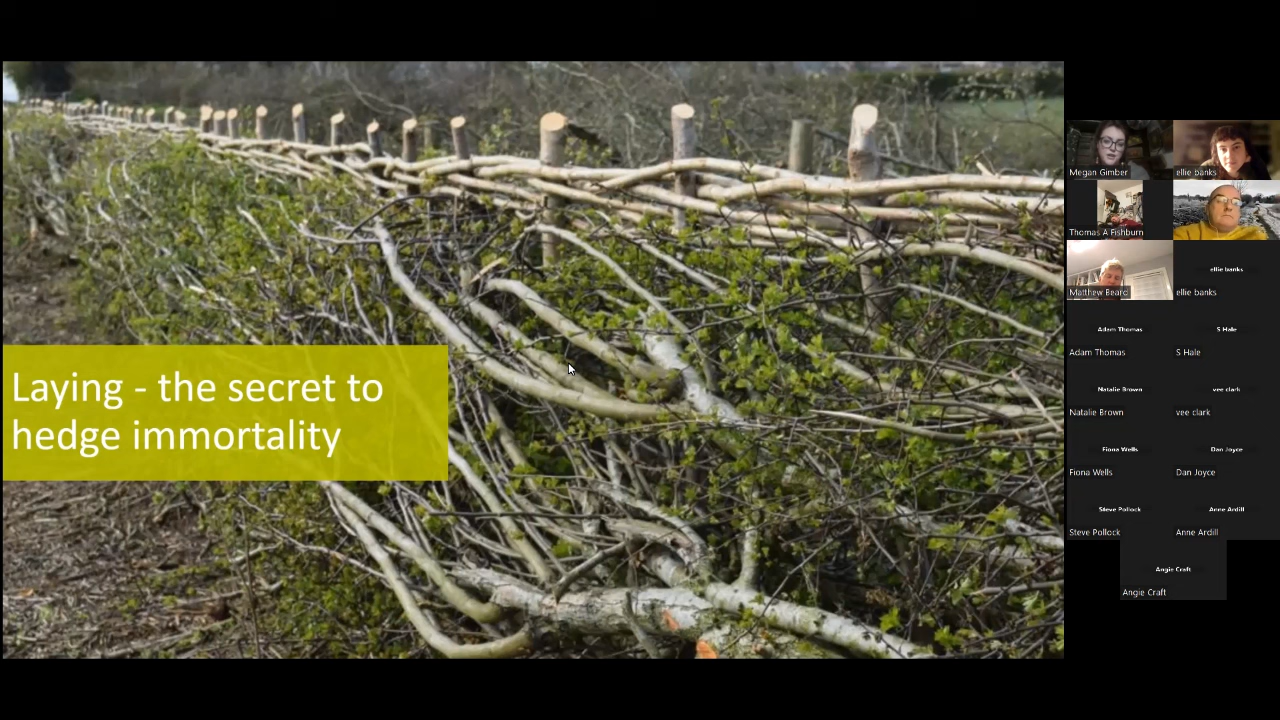 Laying - the secret to
hedge immortality
Megan Gimber
ellie banks
Thomas A Fishburn
Matthew Beard
ellie banks
ellie banks
Adam Thomas
S Hale
Adam Thomas
S Hale
Natalie Brown
vee clark
Natalie Brown
vee clark
Fiona Wells
Dan Joyce
Fiona Wells
Dan Joyce
Steve Pollock
Anne Ardill
Steve Pollock
Anne Ardill
Angie Craft
Angie Craft